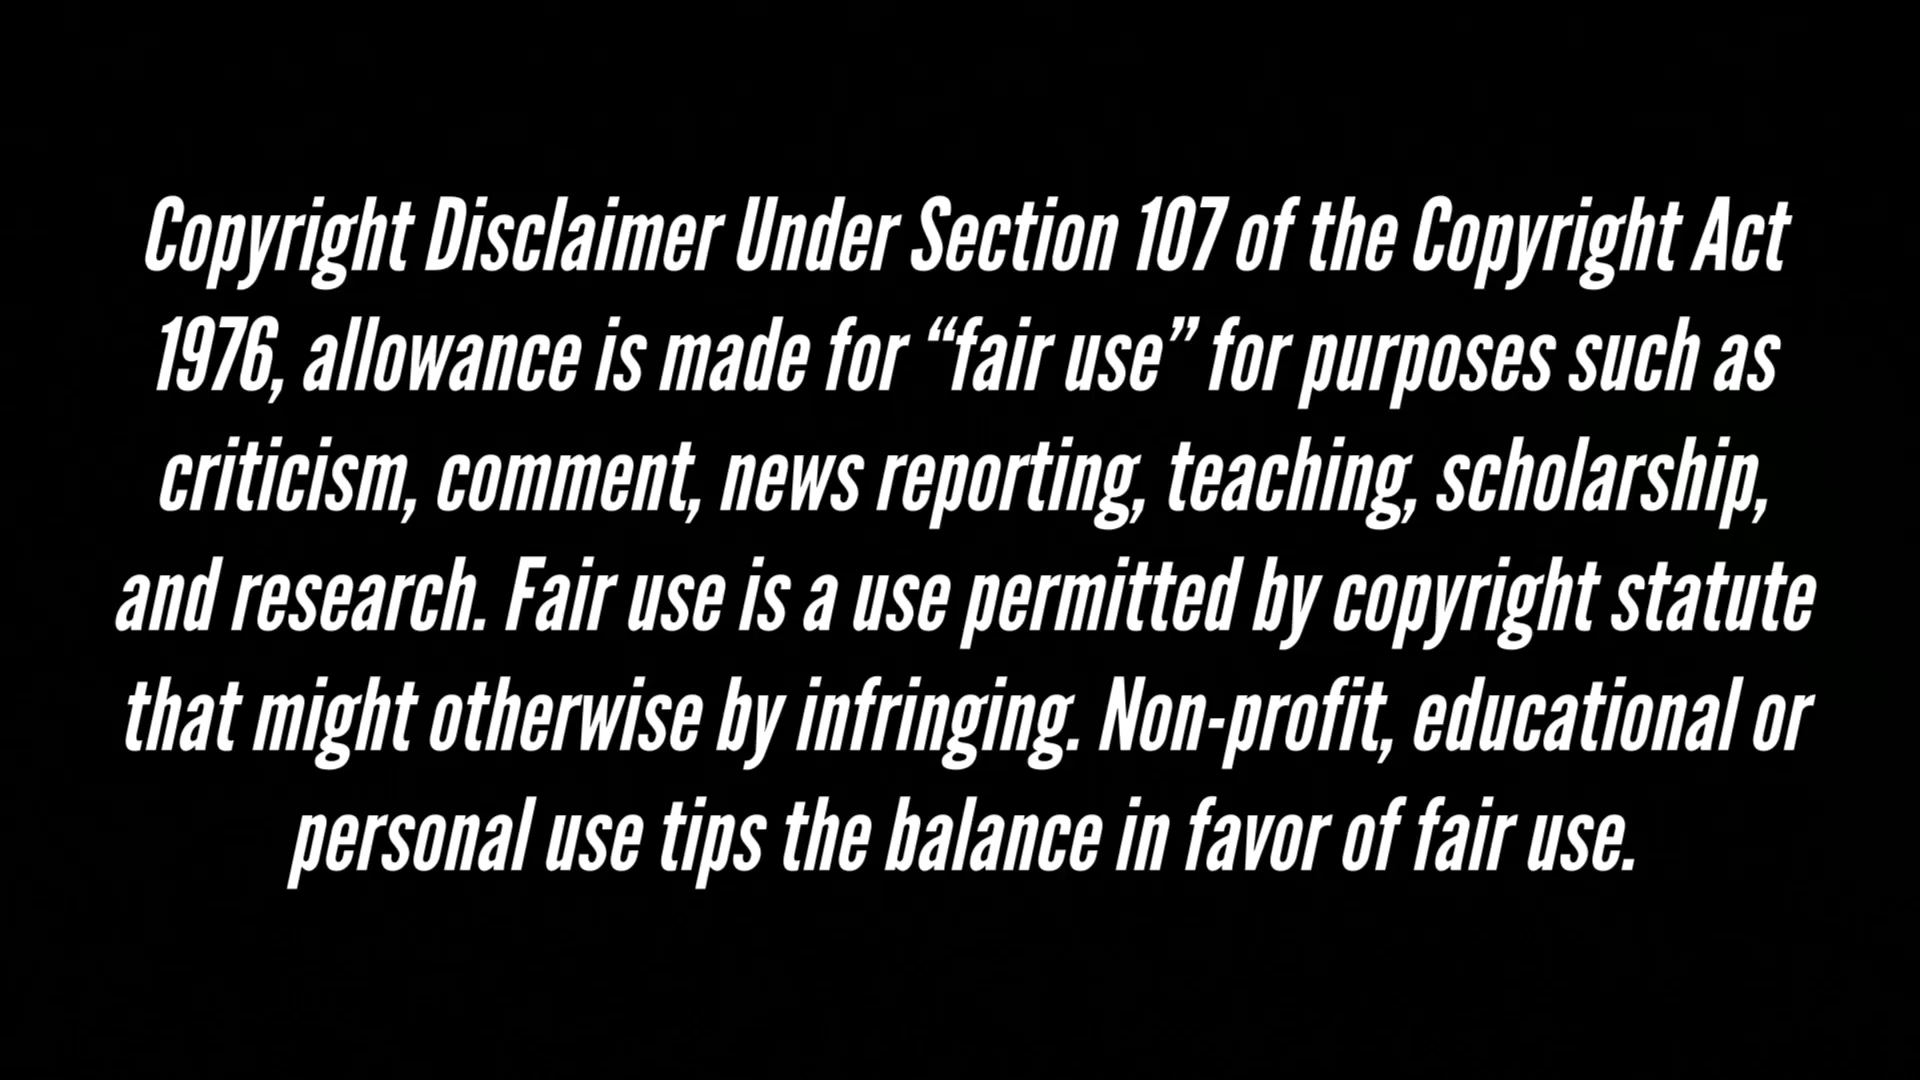 Copyright Disclaimer Under Section 107 of the Copyright Act
1976, allowance is made for “fair use” for purposes such as
criticism, comment, news reporting, teaching, scholarship,
and research. Fair use is a use permitted by copyright statute
that might otherwise by infringing. Non-profit, educational or
personal use tips the balance in favor of fair use.